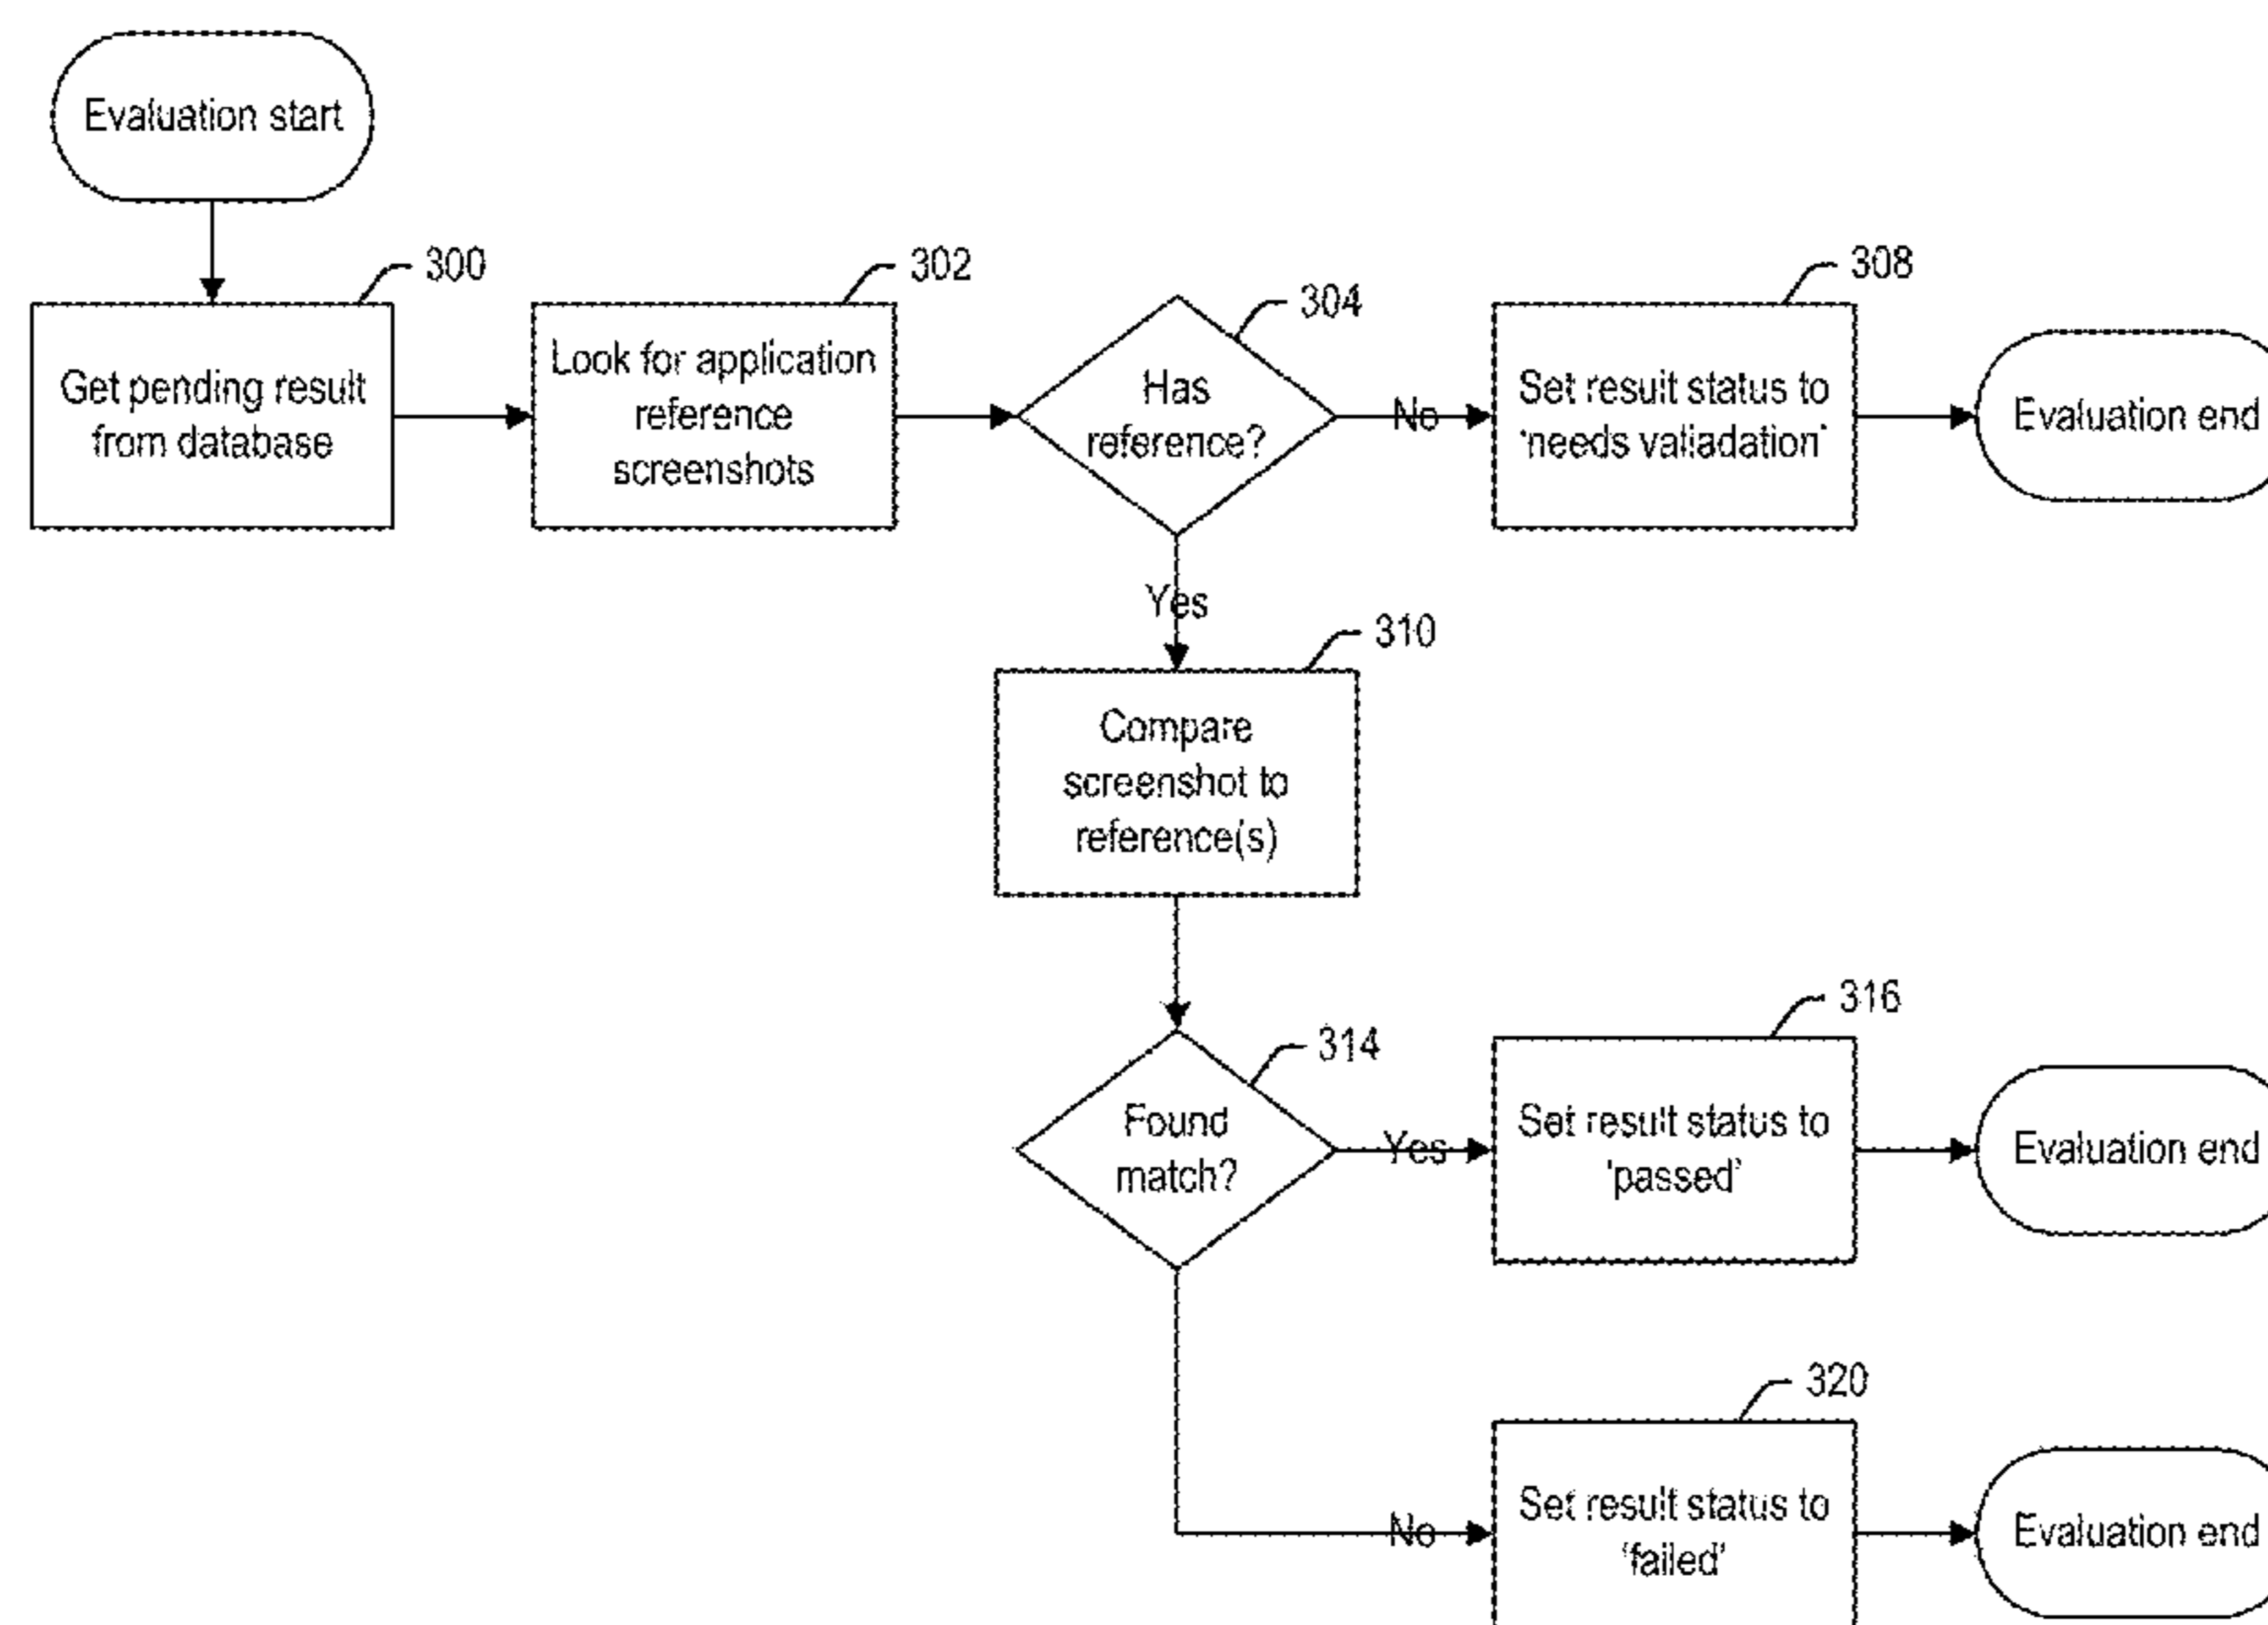 Evaluation start
300
302
304
308
Get pending result
from database
Look for application
reference
screenshots
Has
reference?
No
Set result status to
'needs valiadation'
Evaluation end
Yes
310
Compare
screenshot to
reference(s)
314
316
Found
match?
Yes
Set result status to
'passed'
Evaluation end
320
No
Set result status to
'failed'
Evaluation end